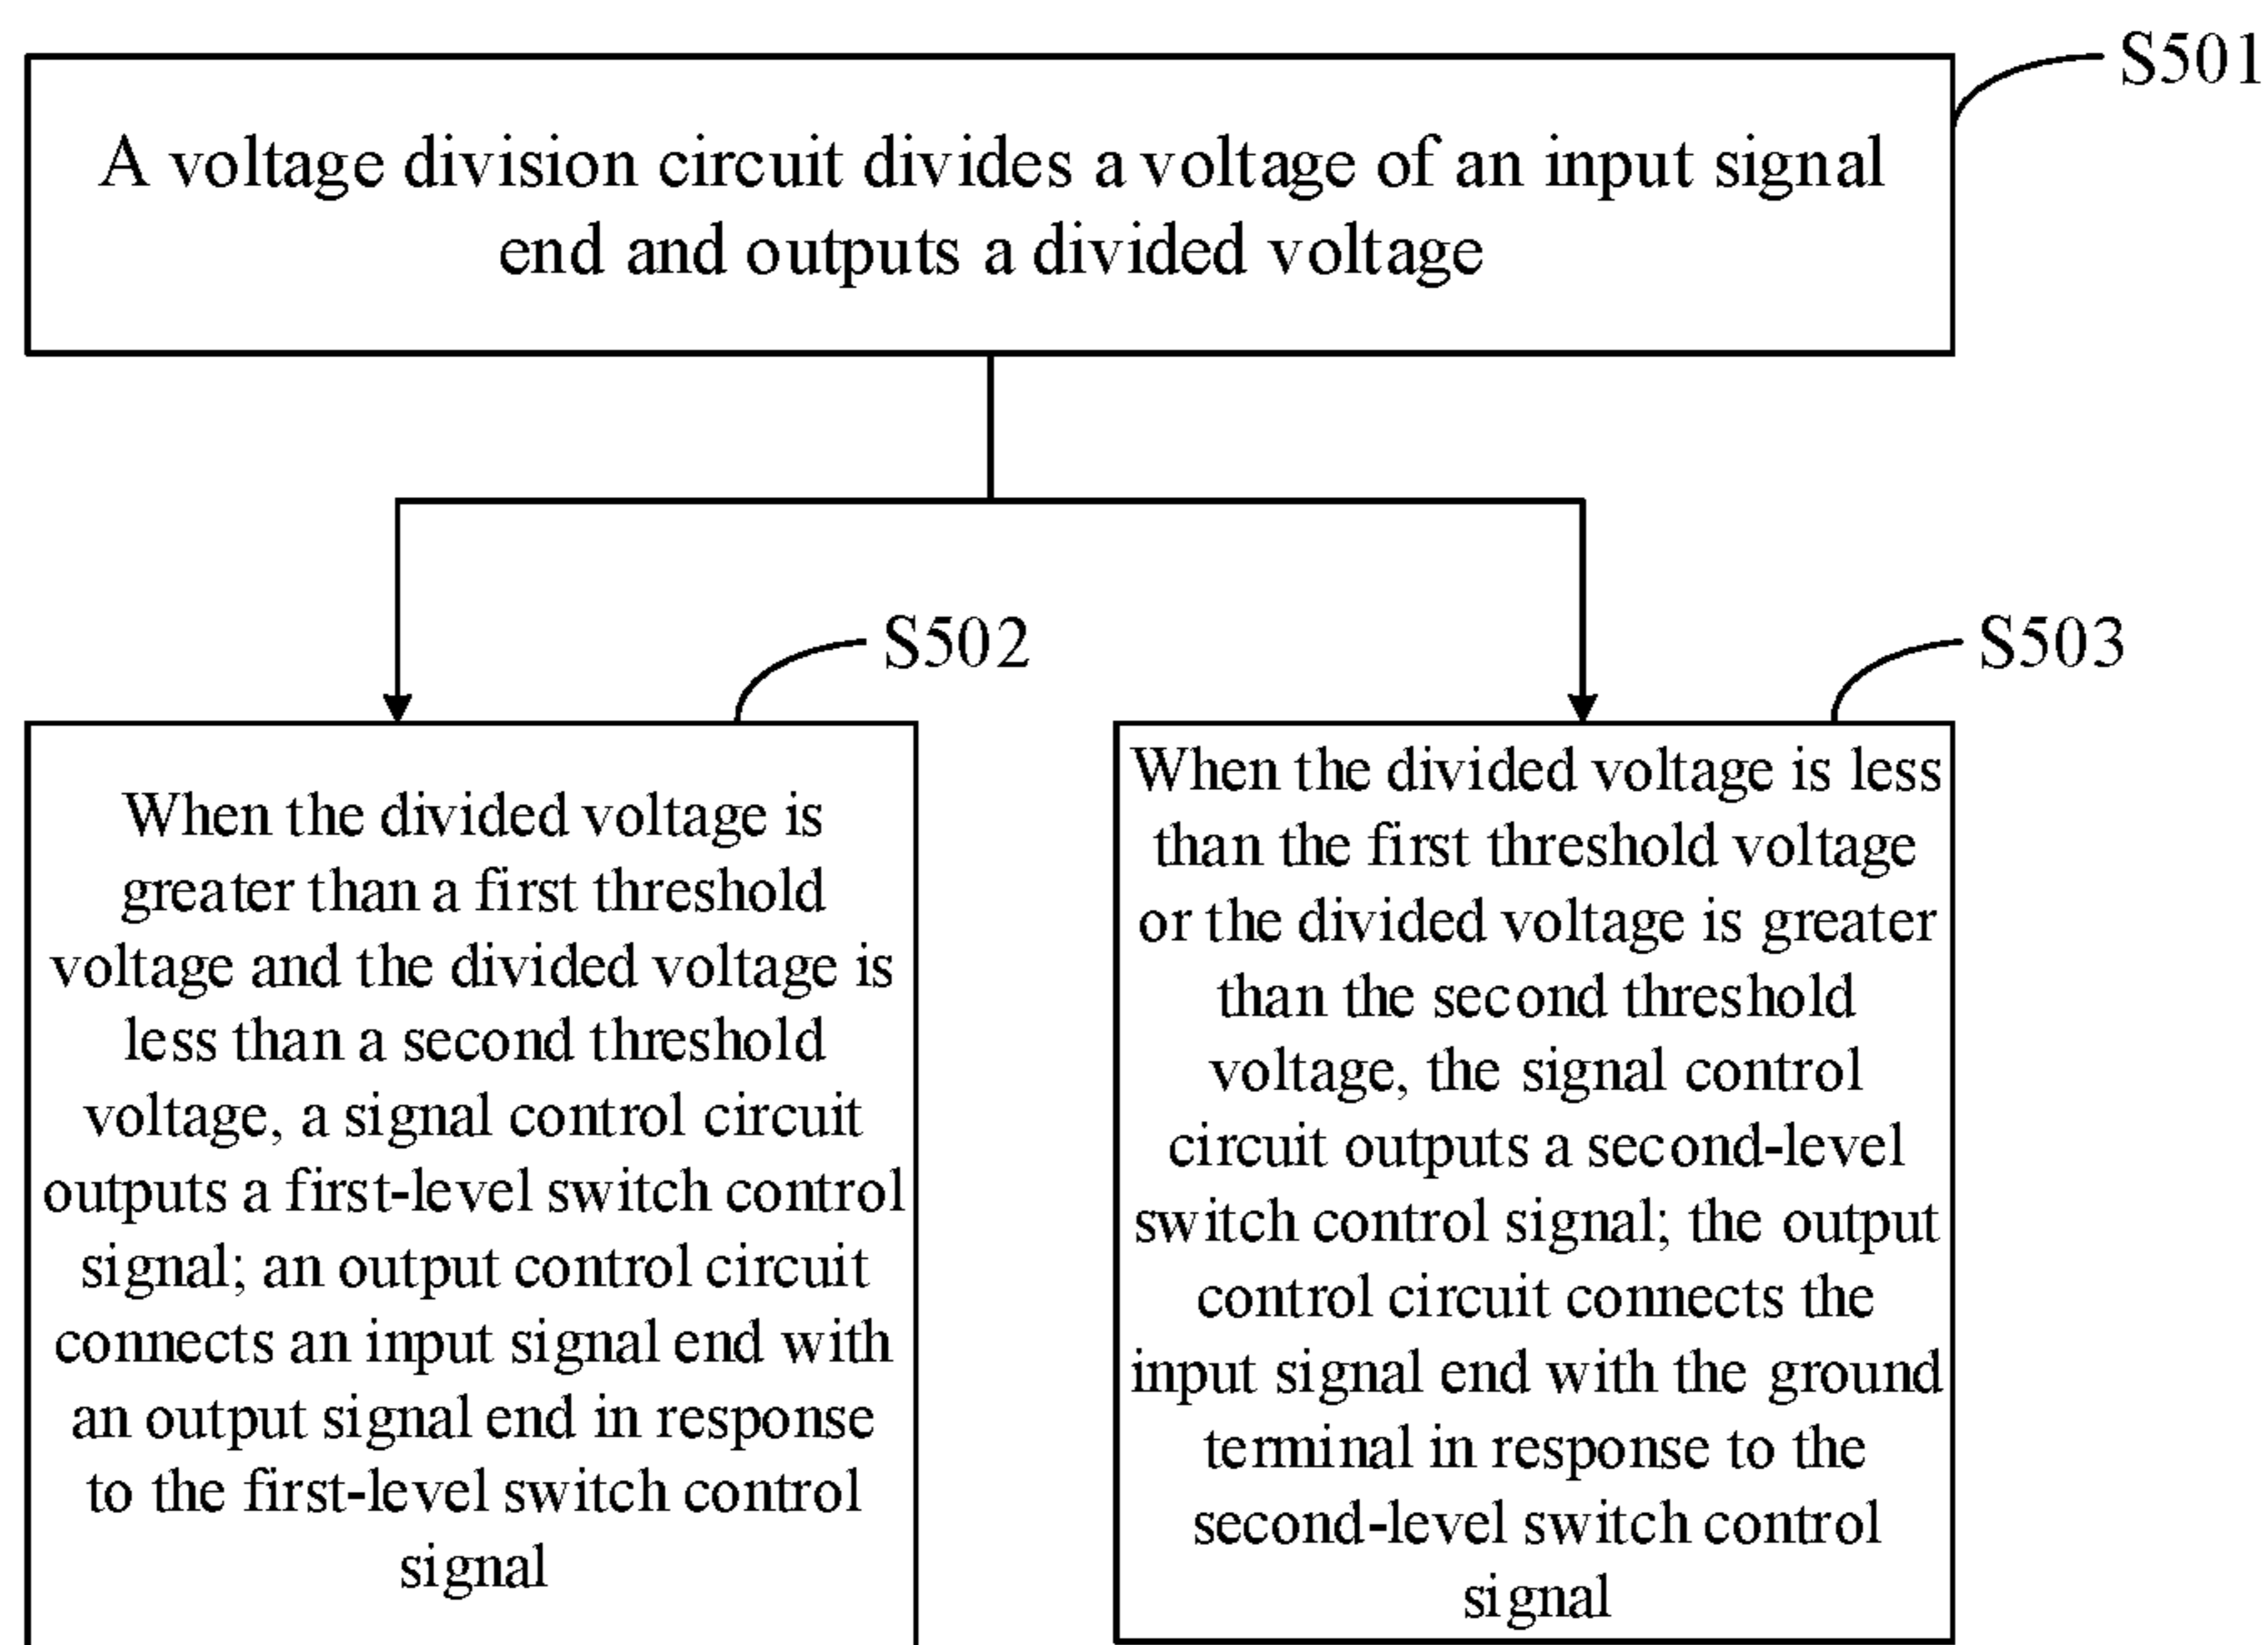 S501
A voltage division circuit divides a voltage of an input signal
end and outputs a divided voltage
S502
When the divided voltage is
greater than a first threshold
voltage and the divided voltage is
less than a second threshold
voltage, a signal control circuit
outputs a first-level switch control
signal; an output control circuit
connects an input signal end with
an output signal end in response
to the first-level switch control
signal
S503
When the divided voltage is less
than the first threshold voltage
or the divided voltage is greater
than the second threshold
voltage, the signal control
circuit outputs a second-level
switch control signal; the output
control circuit connects the
input signal end with the ground
terminal in response to the
second-level switch control
signal